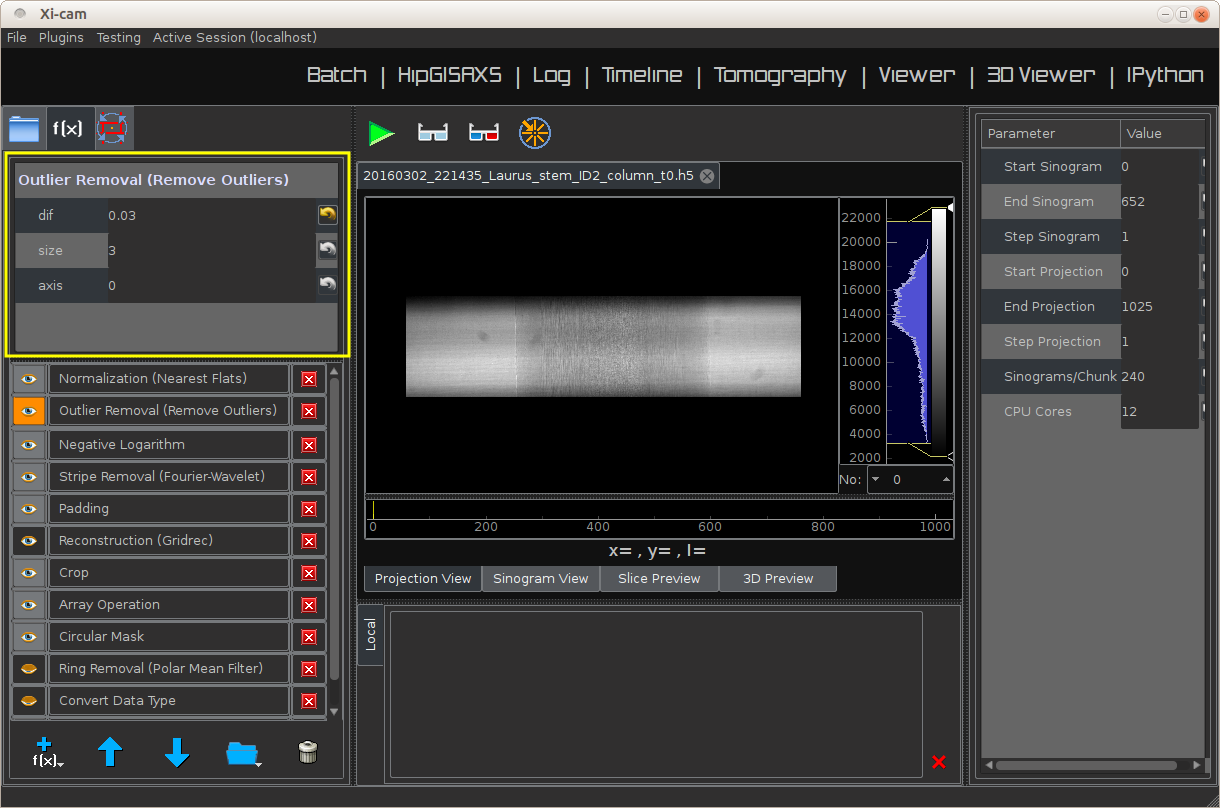 Xi-cam
File Plugins Testing Active Session (localhost)
Batch | HipGISAXS | Log | Timeline | Tomography | Viewer | 3D Viewer | IPython
f(x)
Outlier Removal (Remove Outliers)
dif 0.03
size 3
axis 0
Normalization (Nearest Flats)
Outlier Removal (Remove Outliers)
Negative Logarithm
Stripe Removal (Fourier-Wavelet)
Padding
Reconstruction (Gridrec)
Crop
Array Operation
Circular Mask
Ring Removal (Polar Mean Filter)
Convert Data Type
f(x)
20160302_221435_Laurus_stem_ID2_column_t0.h5
22000
20000
18000
16000
14000
12000
10000
8000
6000
4000
2000
No: 0
0 200 400 600 800 1000
x= , y= , I=
Projection View Sinogram View Slice Preview 3D Preview
Local
Parameter Value
Start Sinogram 0
End Sinogram 652
Step Sinogram 1
Start Projection 0
End Projection 1025
Step Projection 1
Sinograms/Chunk 240
CPU Cores 12